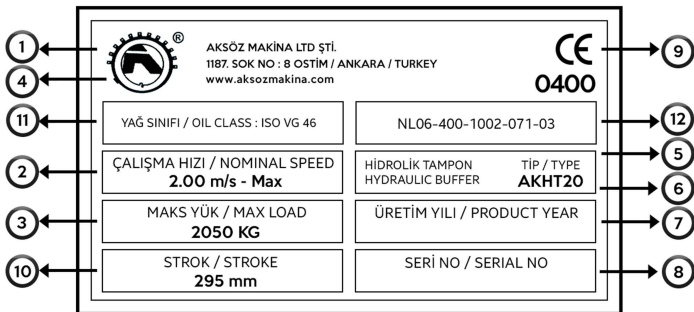 1
4
11
2
3
10
®
AKSÖZ MAKİNA LTD ŞTİ.
1187. SOK NO : 8 OSTİM / ANKARA / TURKEY
www.aksozmakina.com
CE
0400
YAĞ SINIFI / OIL CLASS : ISO VG 46
NL06-400-1002-071-03
ÇALIŞMA HIZI / NOMINAL SPEED
2.00 m/s - Max
HİDROLİK TAMPON
HYDRAULIC BUFFER
TİP / TYPE
AKHT20
MAKS YÜK / MAX LOAD
2050 KG
ÜRETİM YILI / PRODUCT YEAR
STROK / STROKE
295 mm
SERİ NO / SERIAL NO
9
12
5
6
7
8